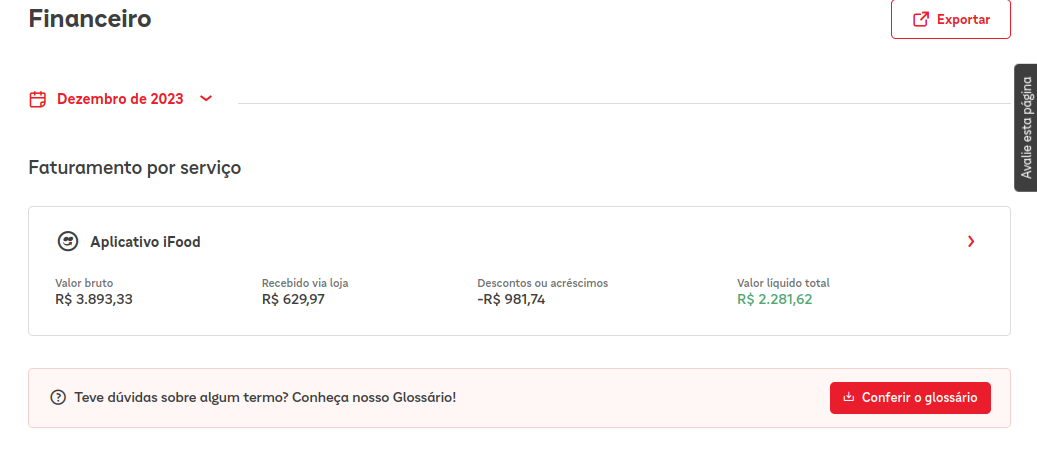 Financeiro
Exportar
Dezembro de 2023
Avalie esta página
Faturamento por serviço
Aplicativo iFood
Valor bruto
R$ 3.893,33
Recebido via loja
R$ 629,97
Descontos ou acréscimos
-R$ 981,74
Valor líquido total
R$ 2.281,62
Teve dúvidas sobre algum termo? Conheça nosso Glossário!
Conferir o glossário